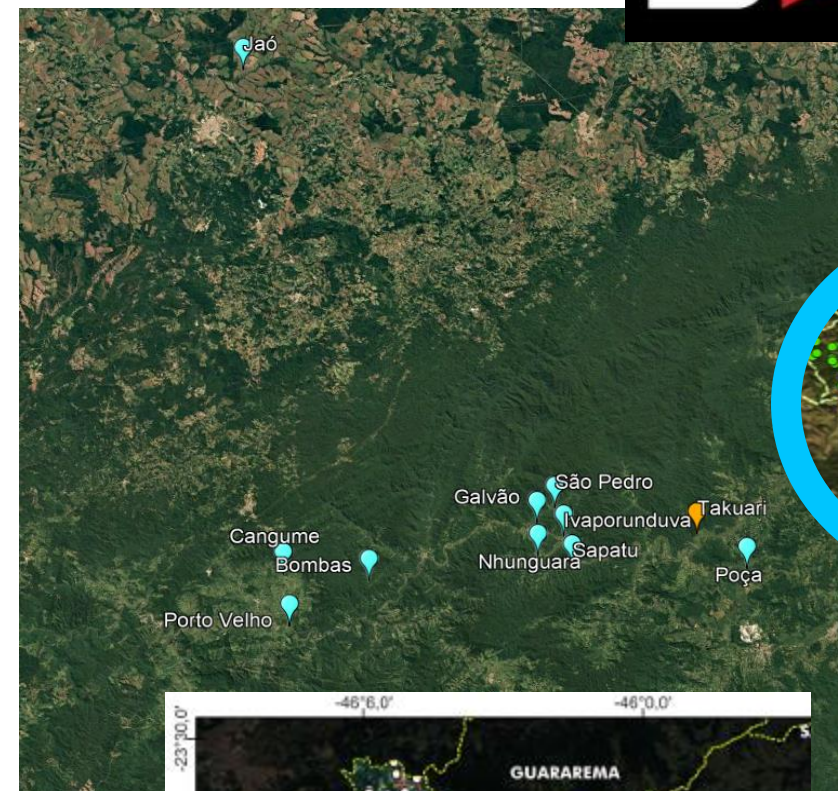 Jaó
São Pedro
Galvão
Takuari
Ivaporunduva
Cangume
Sapatu
Nhunguara
Bombas
Poça
Porto Velho
-46°6,0'
-46°0,0'
-23°30,0'
GUARAREMA